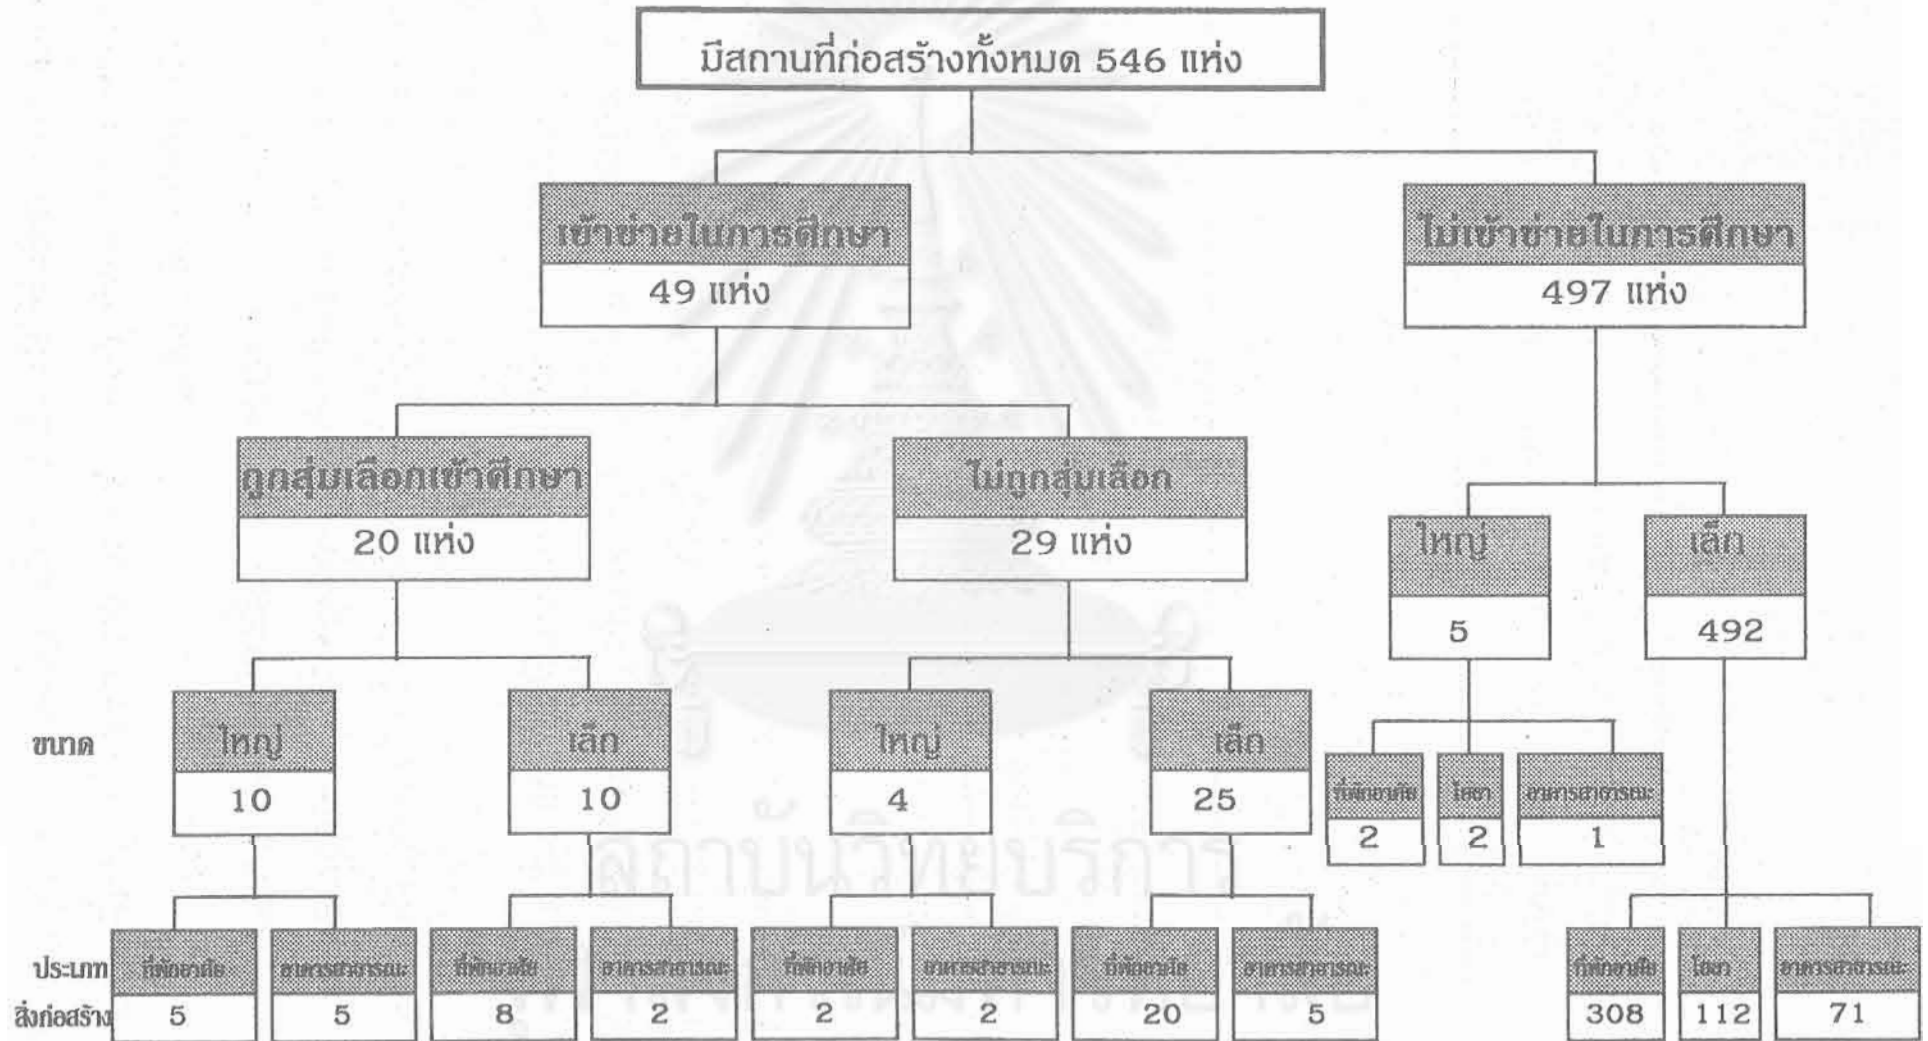 มีสถานที่ก่อสร้างทั้งหมด 546 แห่ง
เข้าข่ายในการศึกษา
ไม่เข้าข่ายในการศึกษา
49 แห่ง
497 แห่ง
ถูกสุ่มเลือกเข้าศึกษา
ไม่ถูกสุ่มเลือก
20 แห่ง
29 แห่ง
ใหญ่ เล็ก
5 492
ขนาด ใหญ่ เล็ก ใหญ่ เล็ก
10 10 4 25
ที่พักอาศัย โยธา อาคารสาธารณะ
2 2 1
ประเภท ที่พักอาศัย อาคารสาธารณะ ที่พักอาศัย อาคารสาธารณะ ที่พักอาศัย อาคารสาธารณะ ที่พักอาศัย อาคารสาธารณะ ที่พักอาศัย โยธา อาคารสาธารณะ
สิ่งก่อสร้าง 5 5 8 2 2 2 20 5 308 112 71
สถาบันวิทยบริการ